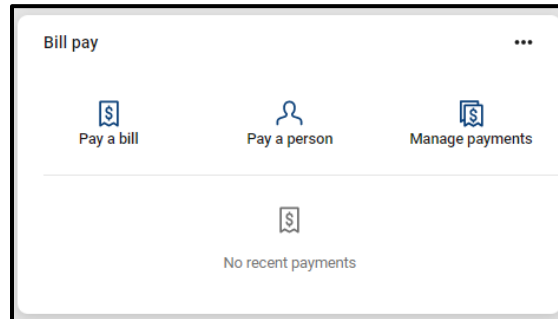 Bill pay
Pay a bill Pay a person Manage payments
No recent payments